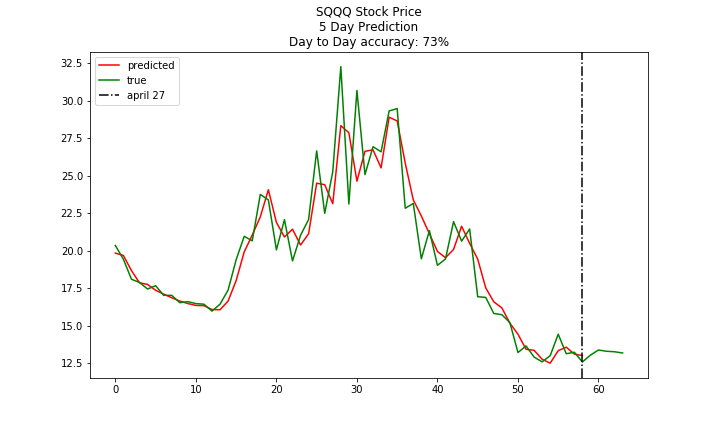 SQQQ Stock Price
5 Day Prediction
Day to Day accuracy: 73%
predicted
true
april 27
32.5
30.0
27.5
25.0
22.5
20.0
17.5
15.0
12.5
0
10
20
30
40
50
60